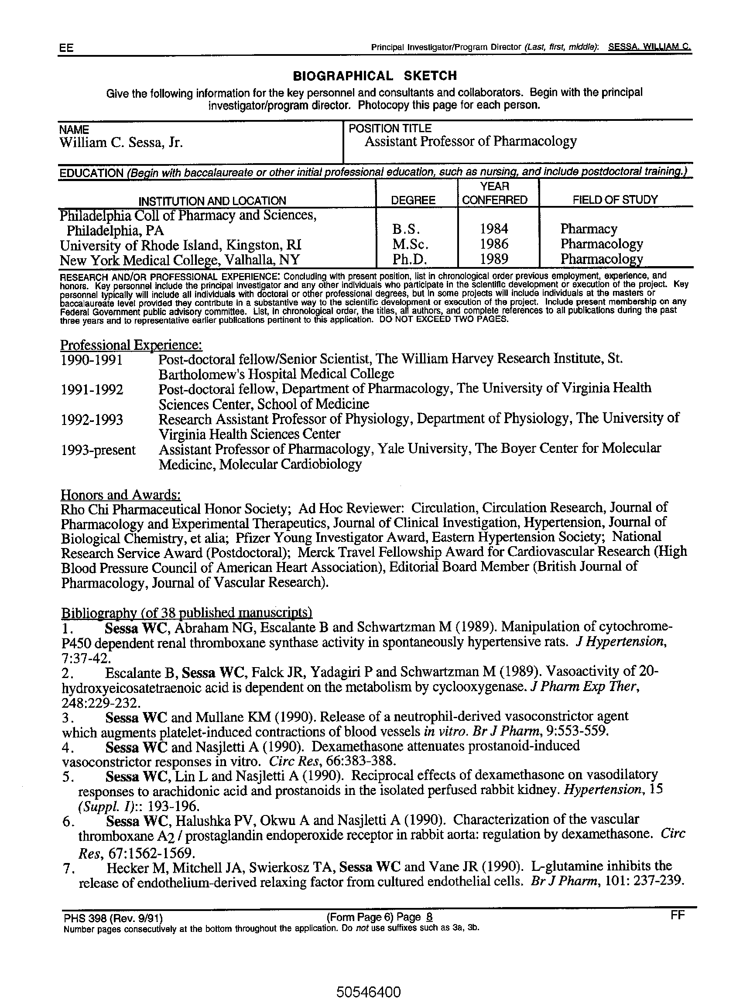 EE
Principal Investigator/Program Director (Last, first, middle): SESSA, WILLIAM C.
BIOGRAPHICAL SKETCH
Give the following information for the key personnel and consultants and collaborators. Begin with the principal
investigator/program director. Photocopy this page for each person.
NAME
POSITION TITLE
William C. Sessa, Jr.
Assistant Professor of Pharmacology
EDUCATION (Begin with baccalaureate or other initial professional education, such as nursing, and include postdoctoral training.)
INSTITUTION AND LOCATION
DEGREE
YEAR
CONFERRED
FIELD OF STUDY
Philadelphia Coll of Pharmacy and Sciences,
Philadelphia, PA B.S. 1984 Pharmacy
University of Rhode Island, Kingston, RI M.Sc. 1986 Pharmacology
New York Medical College, Valhalla, NY Ph.D. 1989 Pharmacology
RESEARCH AND/OR PROFESSIONAL EXPERIENCE: Concluding with present position, list in chronological order previous employment, experience, and
honors. Key personnel include the principal investigator and any other individuals who participate in the scientific development or execution of the project. Key
personnel typically will include all individuals with doctoral or other professional degrees, but in some projects will include individuals at the masters or
baccalaureate level provided they contribute in a substantive way to the scientific development or execution of the project. Include present membership on any
Federal Government public advisory committee. List, in chronological order, the titles, all authors, and complete references to all publications during the past
three years and to representative earlier publications pertinent to this application. DO NOT EXCEED TWO PAGES.
Professional Experience:
1990-1991 Post-doctoral fellow/Senior Scientist, The William Harvey Research Institute, St.
Bartholomew's Hospital Medical College
1991-1992 Post-doctoral fellow, Department of Pharmacology, The University of Virginia Health
Sciences Center, School of Medicine
1992-1993 Research Assistant Professor of Physiology, Department of Physiology, The University of
Virginia Health Sciences Center
1993-present Assistant Professor of Pharmacology, Yale University, The Boyer Center for Molecular
Medicine, Molecular Cardiobiology
Honors and Awards:
Rho Chi Pharmaceutical Honor Society; Ad Hoc Reviewer: Circulation, Circulation Research, Journal of
Pharmacology and Experimental Therapeutics, Journal of Clinical Investigation, Hypertension, Journal of
Biological Chemistry, et alia; Pfizer Young Investigator Award, Eastern Hypertension Society; National
Research Service Award (Postdoctoral); Merck Travel Fellowship Award for Cardiovascular Research (High
Blood Pressure Council of American Heart Association), Editorial Board Member (British Journal of
Pharmacology, Journal of Vascular Research).
Bibliography (of 38 published manuscripts)
1. Sessa WC, Abraham NG, Escalante B and Schwartzman M (1989). Manipulation of cytochrome-
P450 dependent renal thromboxane synthase activity in spontaneously hypertensive rats. J Hypertension,
7:37-42.
2. Escalante B, Sessa WC, Falck JR, Yadagiri P and Schwartzman M (1989). Vasoactivity of 20-
hydroxyeicosatetraenoic acid is dependent on the metabolism by cyclooxygenase. J Pharm Exp Ther,
248:229-232.
3. Sessa WC and Mullane KM (1990). Release of a neutrophil-derived vasoconstrictor agent
which augments platelet-induced contractions of blood vessels in vitro. Br J Pharm, 9:553-559.
4. Sessa WC and Nasjletti A (1990). Dexamethasone attenuates prostanoid-induced
vasoconstrictor responses in vitro. Circ Res, 66:383-388.
5. Sessa WC, Lin L and Nasjletti A (1990). Reciprocal effects of dexamethasone on vasodilatory
responses to arachidonic acid and prostanoids in the isolated perfused rabbit kidney. Hypertension, 15
(Suppl. I):: 193-196.
6. Sessa WC, Halushka PV, Okwu A and Nasjletti A (1990). Characterization of the vascular
thromboxane A2 / prostaglandin endoperoxide receptor in rabbit aorta: regulation by dexamethasone. Circ
Res, 67:1562-1569.
7. Hecker M, Mitchell JA, Swierkosz TA, Sessa WC and Vane JR (1990). L-glutamine inhibits the
release of endothelium-derived relaxing factor from cultured endothelial cells. Br J Pharm, 101: 237-239.
PHS 398 (Rev. 9/91) (Form Page 6) Page 8 FF
Number pages consecutively at the bottom throughout the application. Do not use suffixes such as 3a, 3b.
50546400